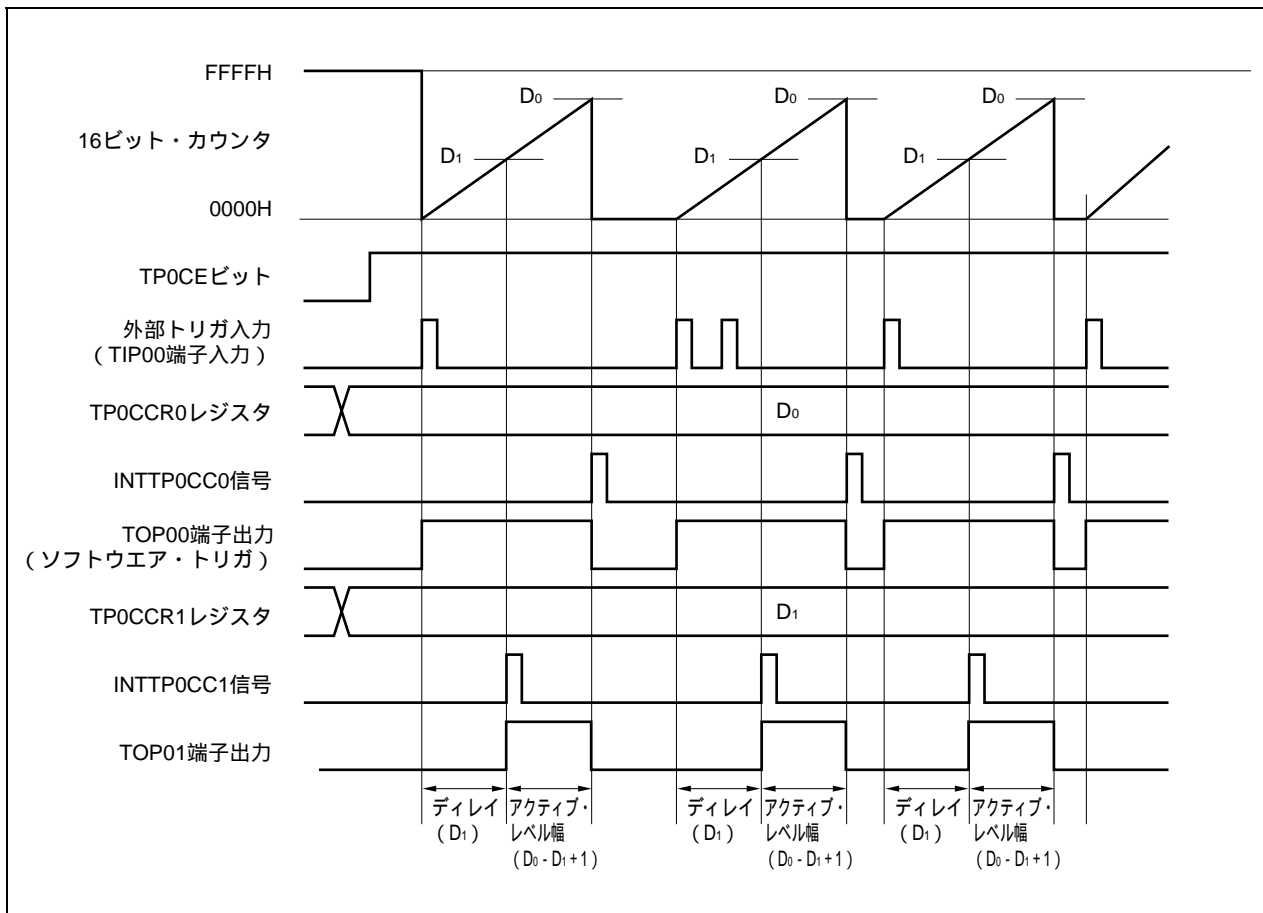 FFFFH
D0
D0
D0
16ビット・カウンタ
D1
D1
D1
0000H
TP0CEビット
外部トリガ入力
（TIP00端子入力）
TP0CCR0レジスタ
D0
INTTP0CC0信号
TOP00端子出力
（ソフトウエア・トリガ）
TP0CCR1レジスタ
D1
INTTP0CC1信号
TOP01端子出力
ディレイ
（D1）
アクティブ・
レベル幅
（D0 - D1 + 1）
ディレイ
（D1）
アクティブ・
レベル幅
（D0 - D1 + 1）
ディレイ
（D1）
アクティブ・
レベル幅
（D0 - D1 + 1）